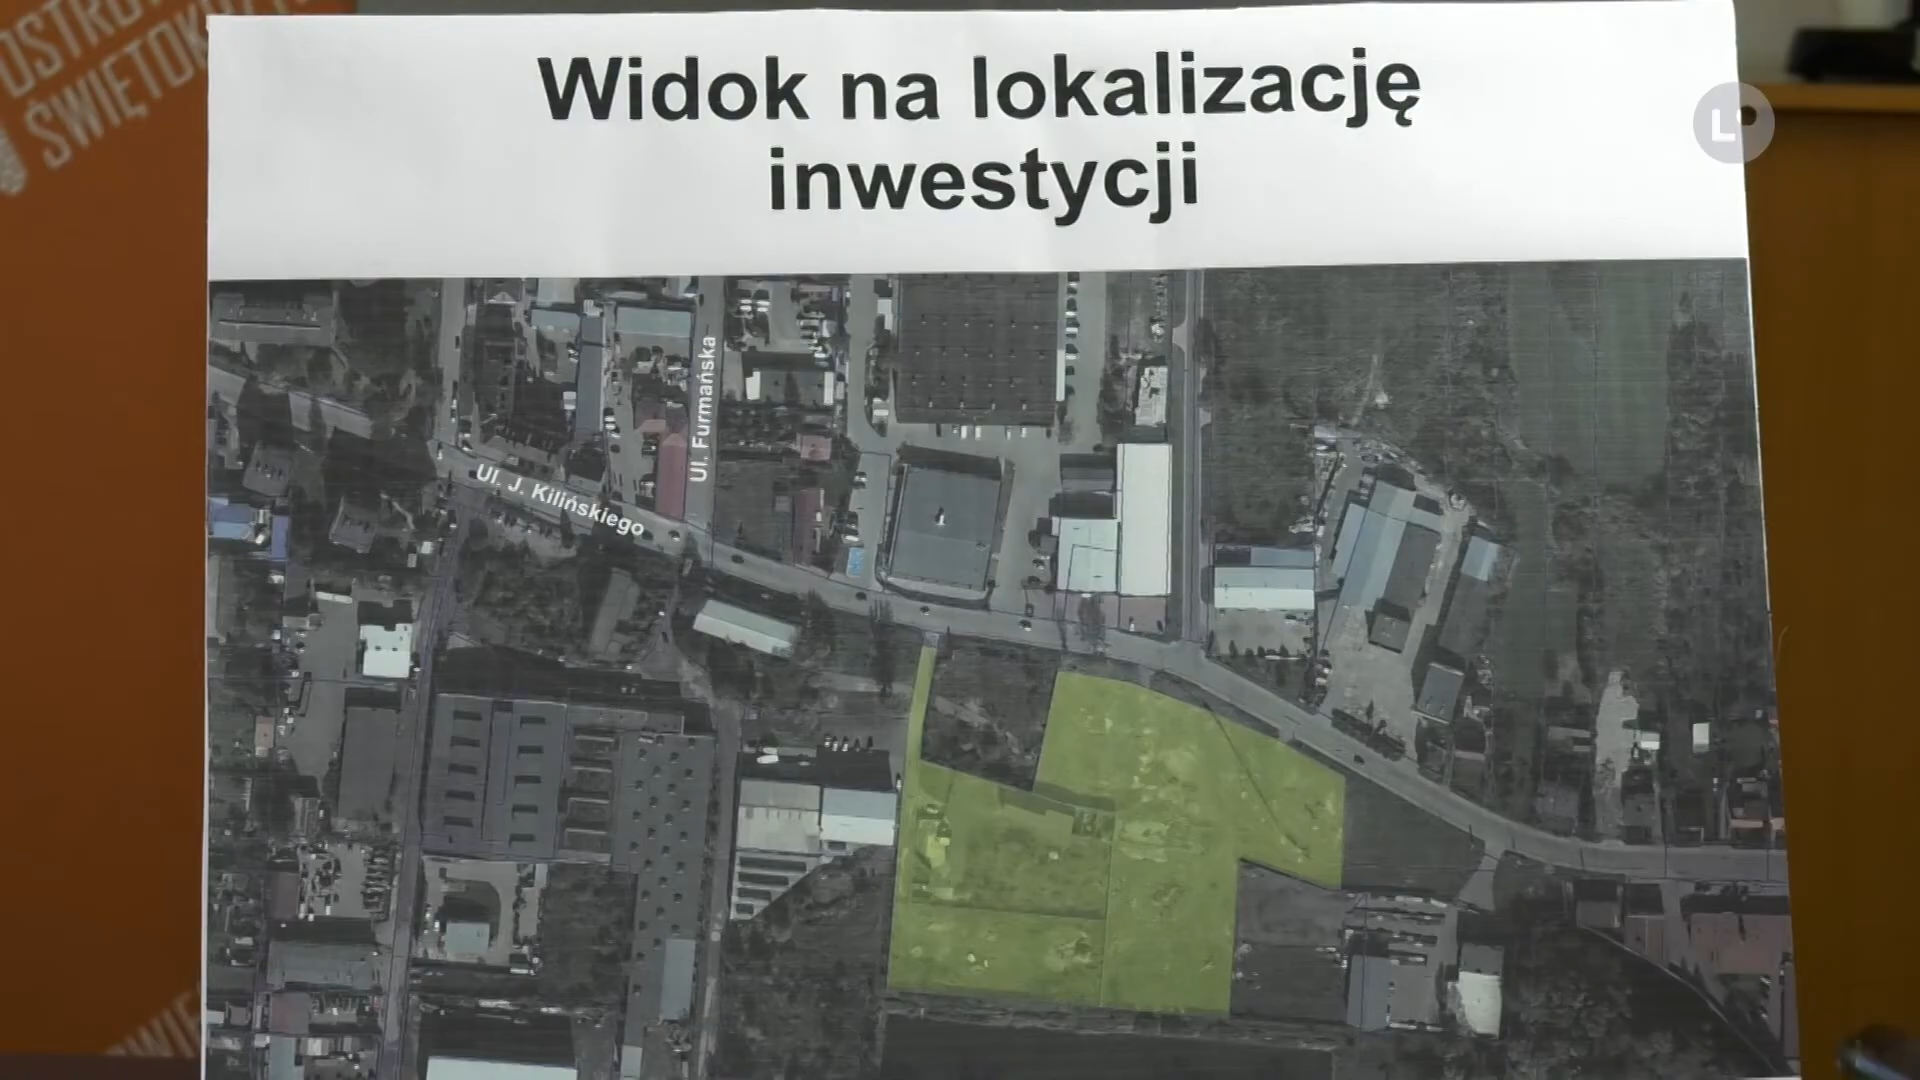 Widok na lokalizację
inwestycji
L
Ul. Furmańska
Ul. J. Kilińskiego